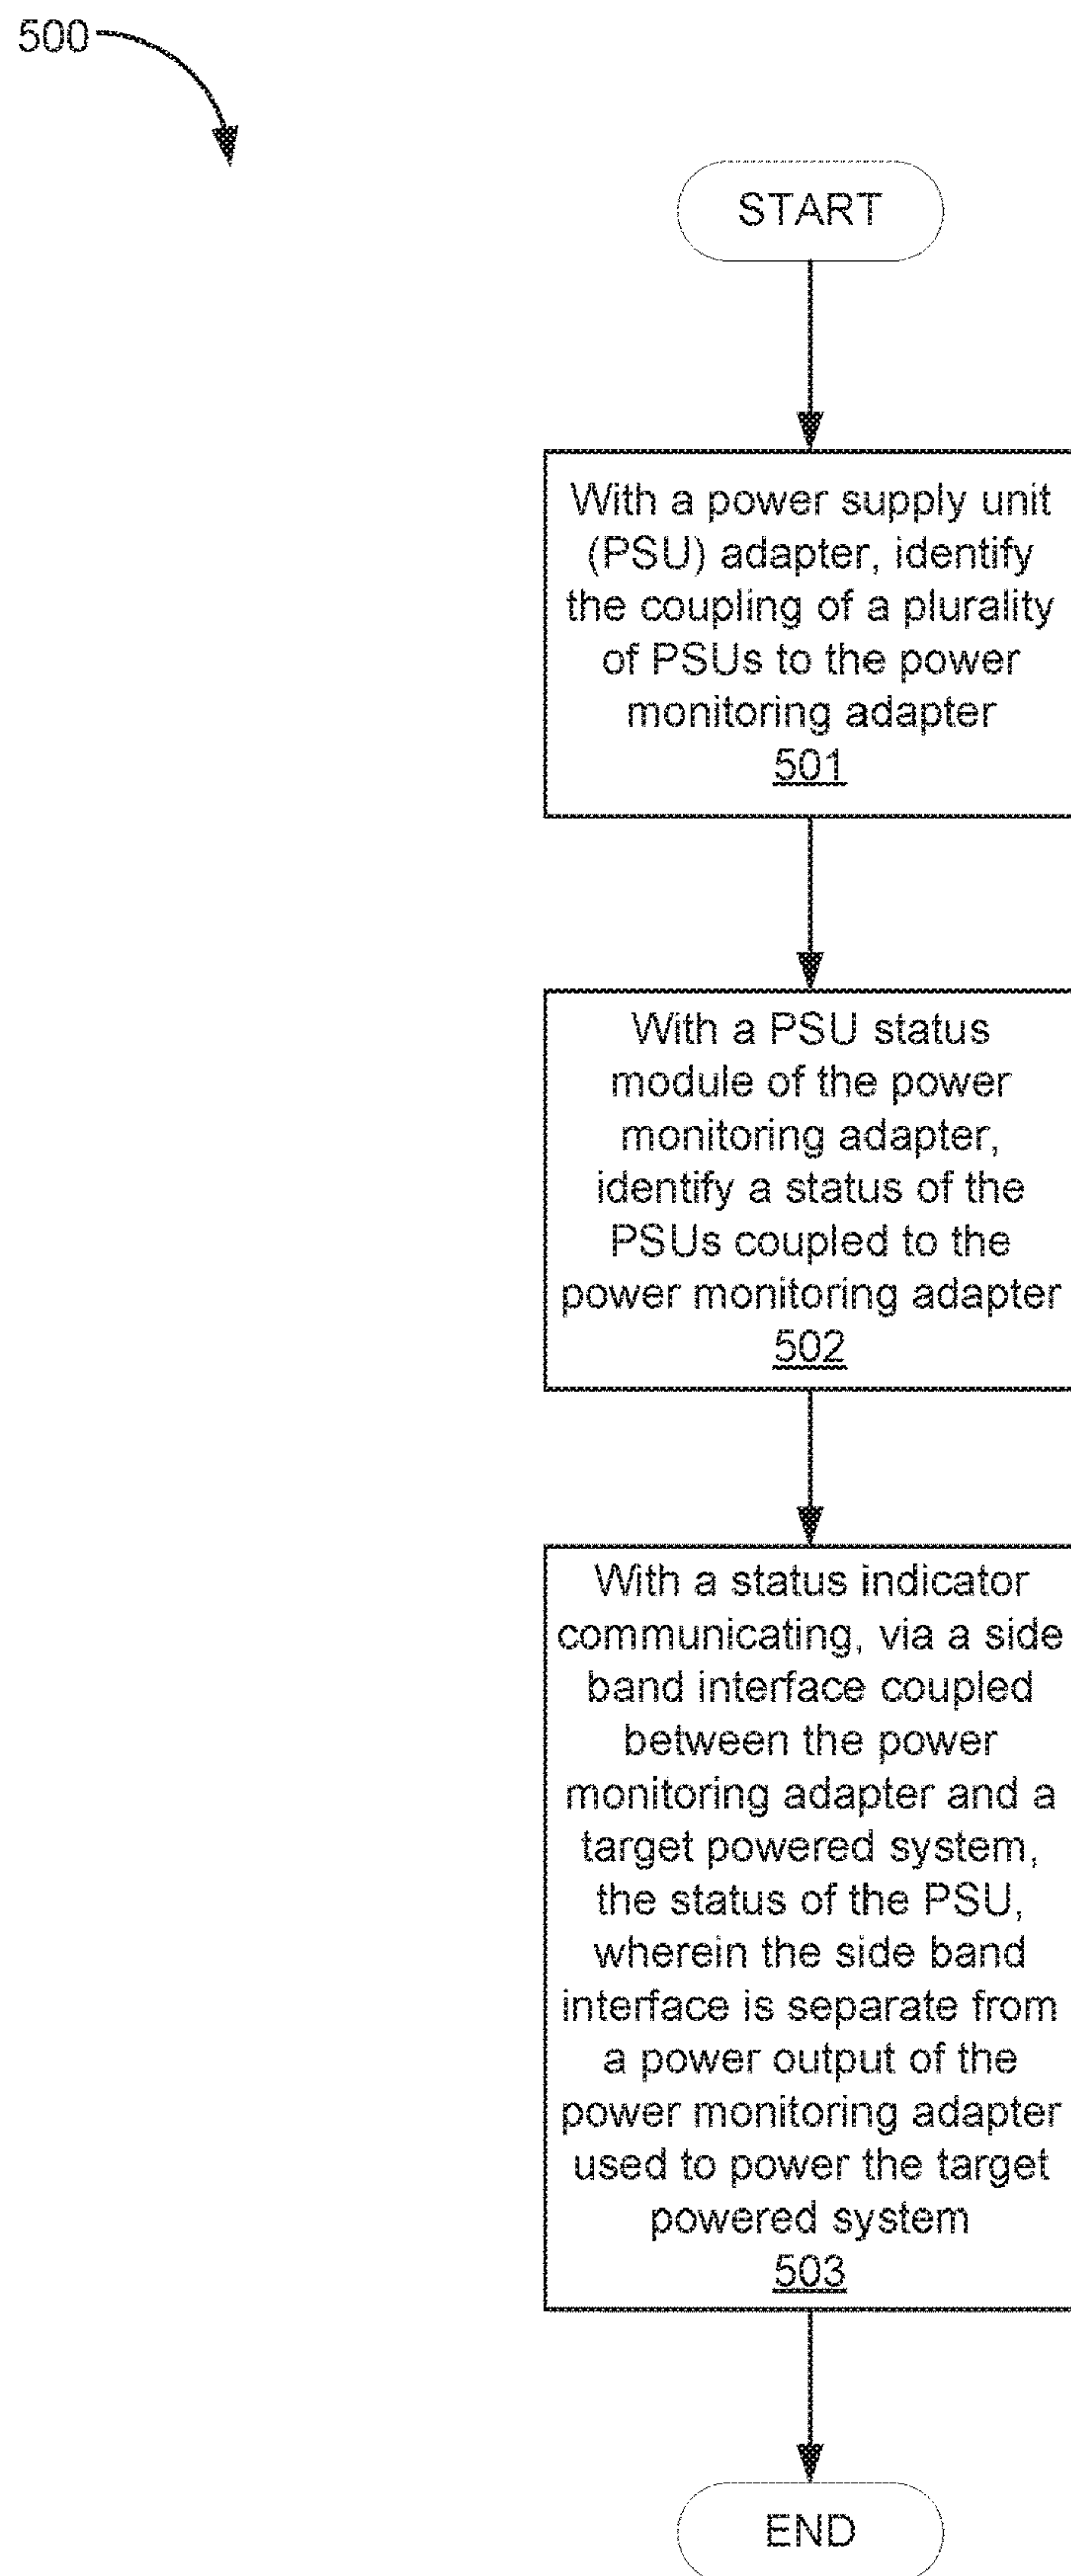 500
START
With a power supply unit
(PSU) adapter, identify
the coupling of a plurality
of PSUs to the power
monitoring adapter
501
With a PSU status
module of the power
monitoring adapter,
identify a status of the
PSUs coupled to the
power monitoring adapter
502
With a status indicator
communicating, via a side
band interface coupled
between the power
monitoring adapter and a
target powered system,
the status of the PSU,
wherein the side band
interface is separate from
a power output of the
power monitoring adapter
used to power the target
powered system
503
END